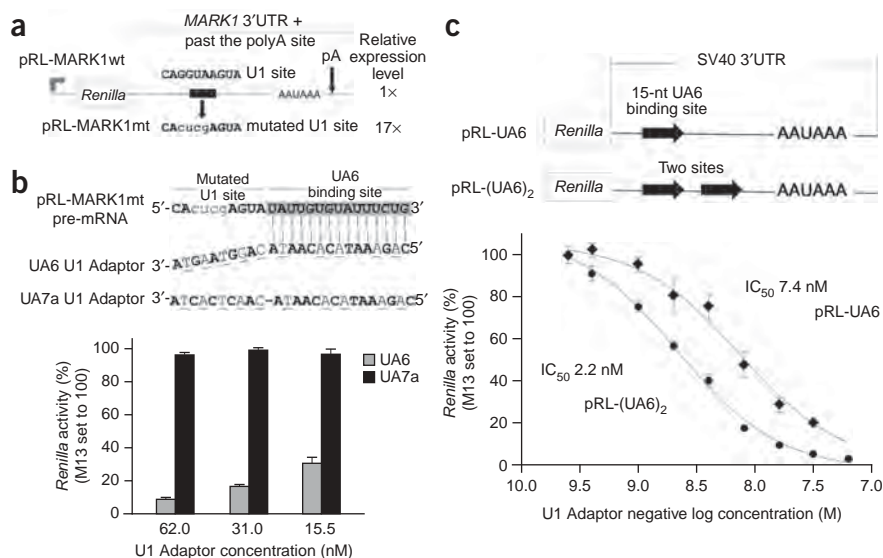 a
MARK1 3′UTR +
past the polyA site
pRL-MARK1wt
CAGGUAAGUA U1 site
pA
Relative
expression
level
Renilla
AAUAAA
1×
pRL-MARK1mt
CAcucgAGUA mutated U1 site
17×
b
Mutated
U1 site
UA6
binding site
pRL-MARK1mt
pre-mRNA
5′-CAcucgAGUAUAUUGUGUAUUUCUG3′
UA6 U1 Adaptor 3′-ATGAATGGACATAACACATAAAGAC5′
UA7a U1 Adaptor 3′-ATCACTCAAC-ATAACACATAAAGAC5′
Renilla activity (%)
(M13 set to 100)
100
80
60
40
20
0
UA6
UA7a
62.0 31.0 15.5
U1 Adaptor concentration (nM)
c
SV40 3′UTR
15-nt UA6
binding site
pRL-UA6
Renilla
AAUAAA
Two sites
pRL-(UA6)2
Renilla
AAUAAA
Renilla activity (%)
(M13 set to 100)
100
80
60
40
20
0
IC50 7.4 nM
pRL-UA6
IC50 2.2 nM
pRL-(UA6)2
10.0 9.5 9.0 8.5 8.0 7.5 7.0
U1 Adaptor negative log concentration (M)